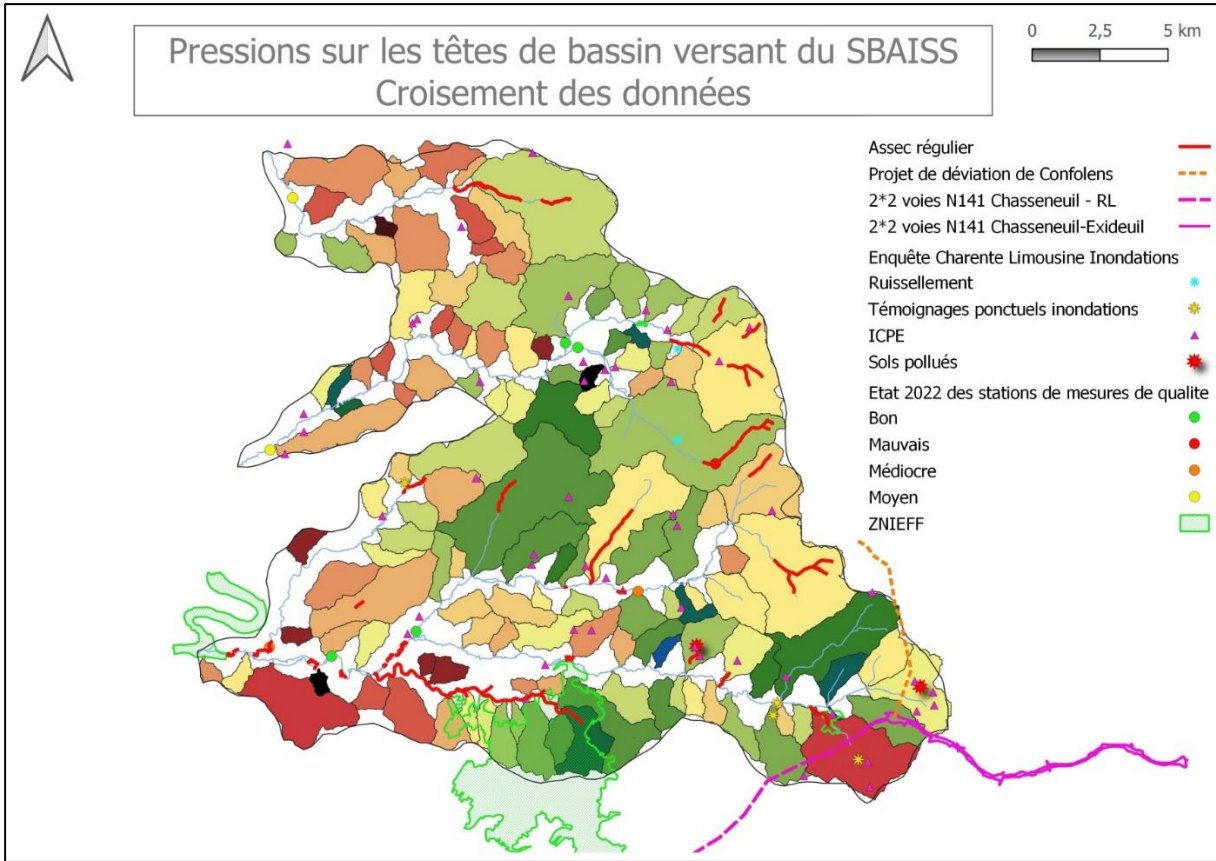 Pressions sur les têtes de bassin versant du SBAISS
Croisement des données
0 2,5 5 km
Assec régulier
Projet de déviation de Confolens
2*2 voies N141 Chasseneuil - RL
2*2 voies N141 Chasseneuil-Exideuil
Enquête Charente Limousine Inondations
Ruissellement
Témoignages ponctuels inondations
ICPE
Sols pollués
Etat 2022 des stations de mesures de qualite
Bon
Mauvais
Médiocre
Moyen
ZNIEFF